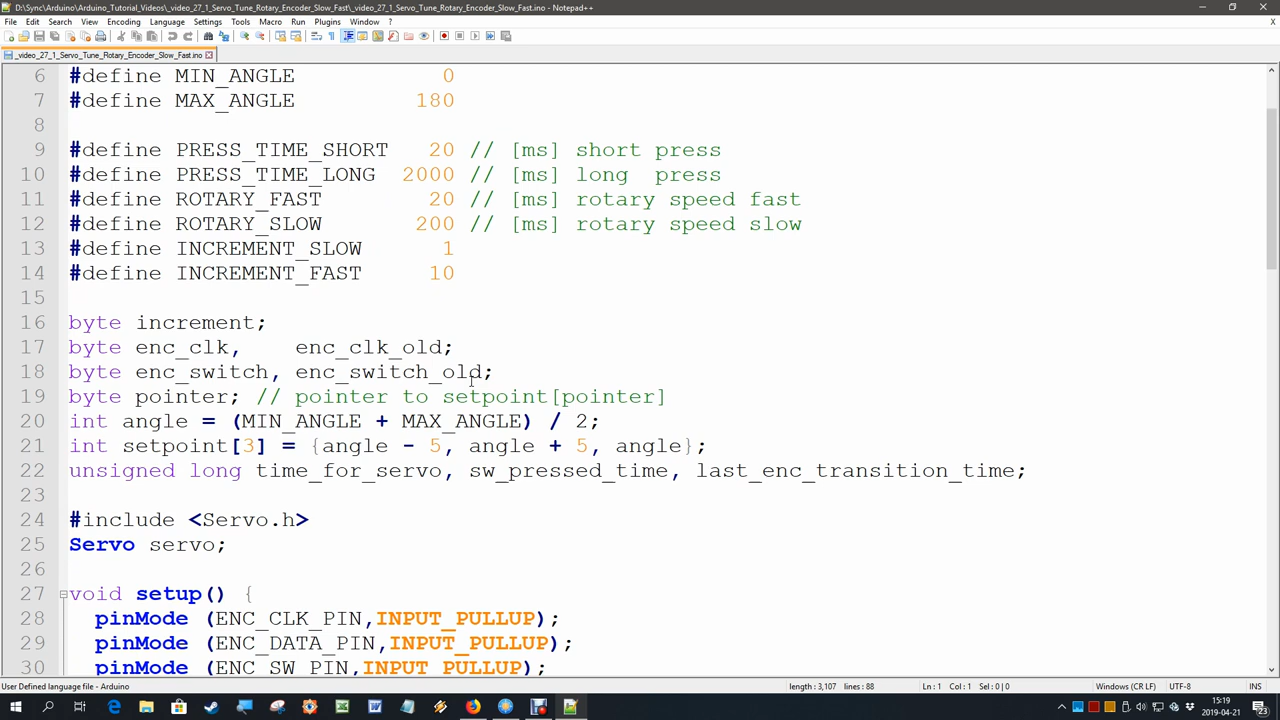 D:\Sync\Arduino\Arduino_Tutorial_Videos\_video_27_1_Servo_Tune_Rotary_Encoder_Slow_Fast\_video_27_1_Servo_Tune_Rotary_Encoder_Slow_Fast.ino - Notepad++
File Edit Search View Encoding Language Settings Tools Macro Run Plugins Window ?
_video_27_1_Servo_Tune_Rotary_Encoder_Slow_Fast.ino
6 #define MIN_ANGLE 0
7 #define MAX_ANGLE 180
8
9 #define PRESS_TIME_SHORT 20 // [ms] short press
10 #define PRESS_TIME_LONG 2000 // [ms] long press
11 #define ROTARY_FAST 20 // [ms] rotary speed fast
12 #define ROTARY_SLOW 200 // [ms] rotary speed slow
13 #define INCREMENT_SLOW 1
14 #define INCREMENT_FAST 10
15
16 byte increment;
17 byte enc_clk, enc_clk_old;
18 byte enc_switch, enc_switch_old;
19 byte pointer; // pointer to setpoint[pointer]
20 int angle = (MIN_ANGLE + MAX_ANGLE) / 2;
21 int setpoint[3] = {angle - 5, angle + 5, angle};
22 unsigned long time_for_servo, sw_pressed_time, last_enc_transition_time;
23
24 #include <Servo.h>
25 Servo servo;
26
27 void setup() {
28 pinMode (ENC_CLK_PIN,INPUT_PULLUP);
29 pinMode (ENC_DATA_PIN,INPUT_PULLUP);
30 pinMode (ENC_SW_PIN,INPUT_PULLUP);
User Defined language file - Arduino length : 3,107 lines : 88 Ln : 1 Col : 1 Sel : 0 | 0 Windows (CR LF) UTF-8 INS
15:19
2019-04-21